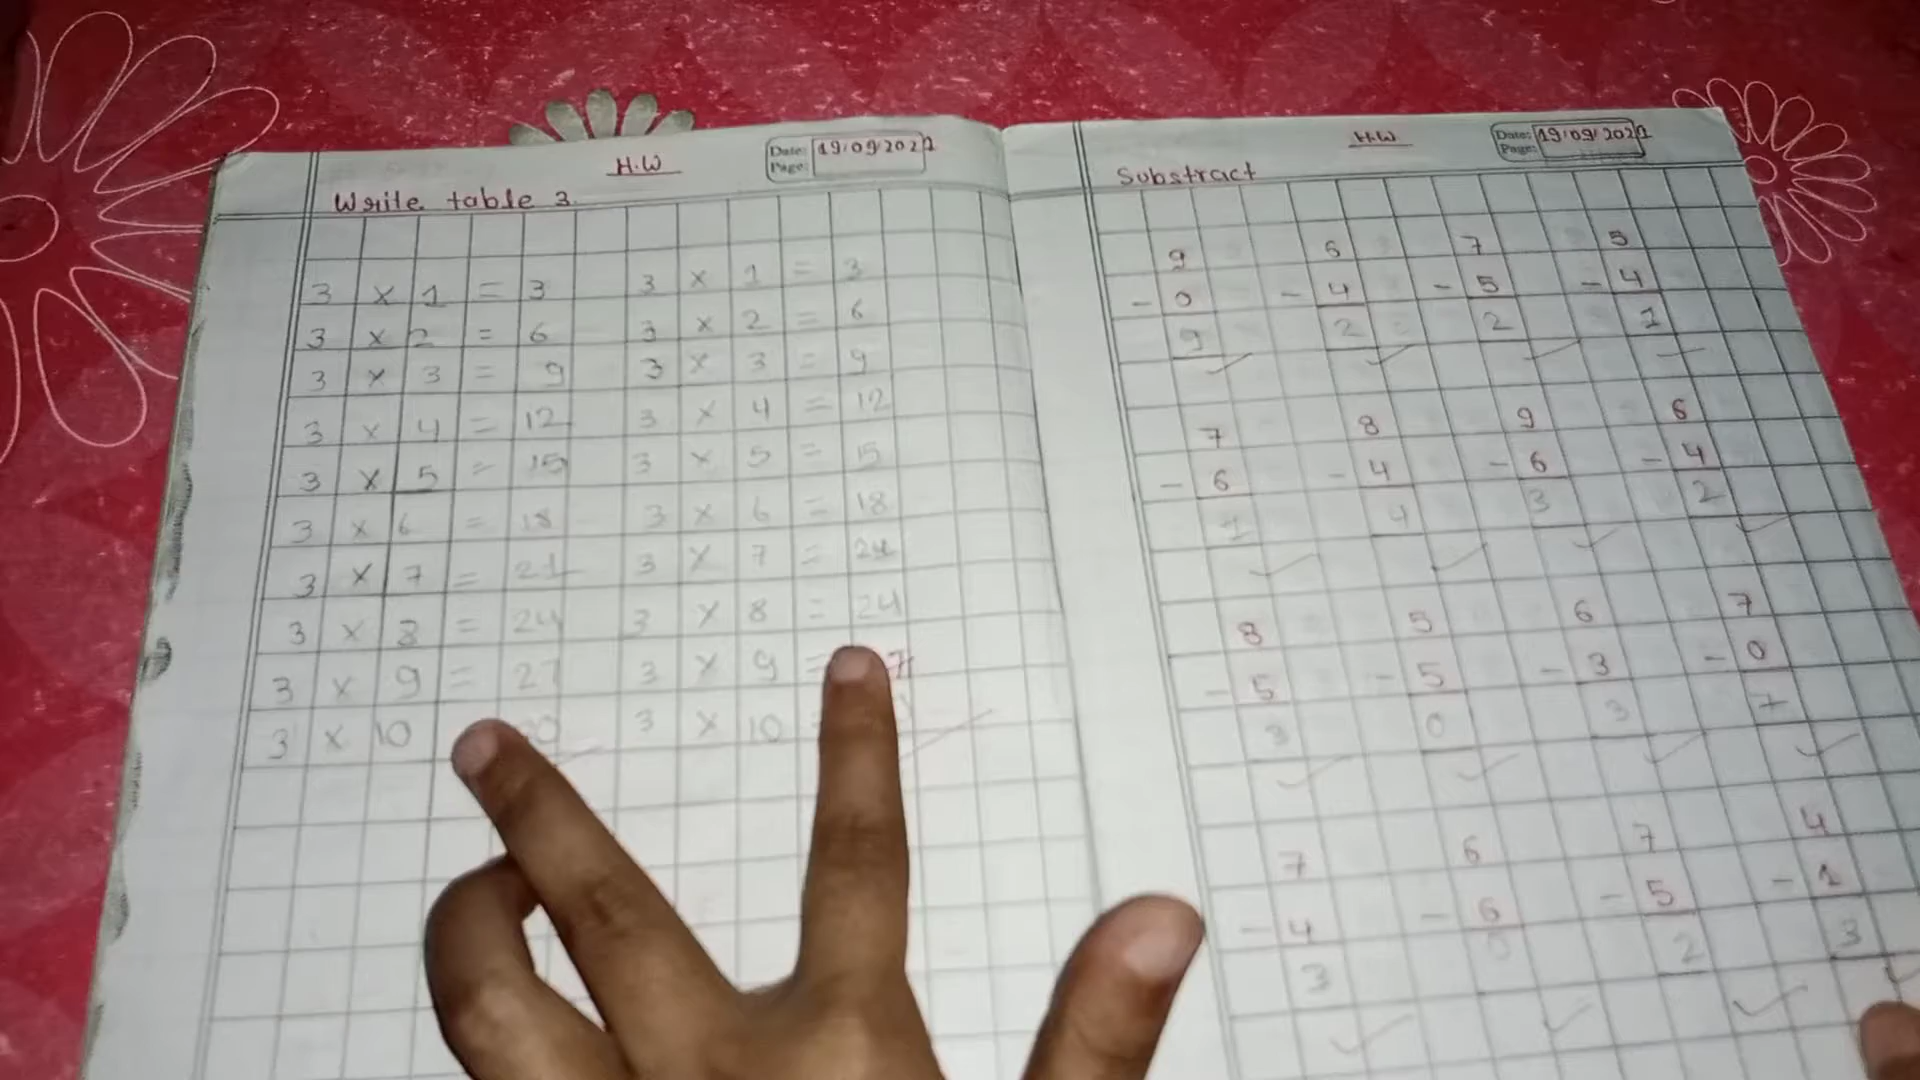 H.W
Date: 19/09/2021
Page:
Write table 3.
3 × 1 = 3 3 × 1 = 3
3 × 2 = 6 3 × 2 = 6
3 × 3 = 9 3 × 3 = 9
3 × 4 = 12 3 × 4 = 12
3 × 5 = 15 3 × 5 = 15
3 × 6 = 18 3 × 6 = 18
3 × 7 = 21 3 × 7 =
3 × 8 = 24 3 × 8 = 24
3 × 9 = 27 3 × 9 = 7
3 × 10 0 3 × 10 =
H.W
Date: 19/09/2021
Page:
Substract
9 6 7 5
- 0 - 4 - 5 - 4
9 2 2 1
7 8 9 6
- 6 - 4 - 6 - 4
1 4 3 2
8 5 6 7
- 5 - 5 - 3 - 0
3 0 3 7
7 6 7 4
- 4 - 6 - 5 - 1
3 0 2 3